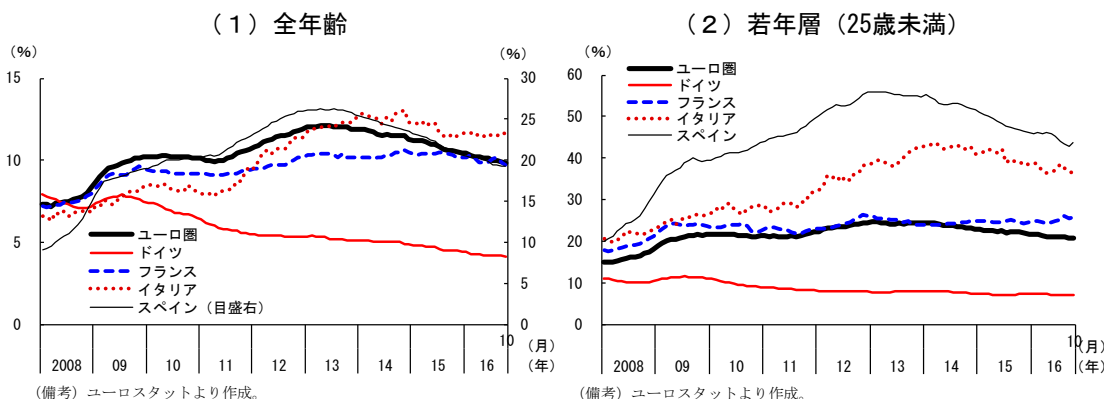 （１）全年齢
（％）
（％）
15
10
5
0
30
25
20
15
10
5
0
ユーロ圏
ドイツ
フランス
イタリア
スペイン（目盛右）
2008 09 10 11 12 13 14 15 16
10（月）
（年）
（備考）ユーロスタットより作成。
（２）若年層（25歳未満）
（％）
60
50
40
30
20
10
0
ユーロ圏
ドイツ
フランス
イタリア
スペイン
2008 09 10 11 12 13 14 15 16
10（月）
（年）
（備考）ユーロスタットより作成。